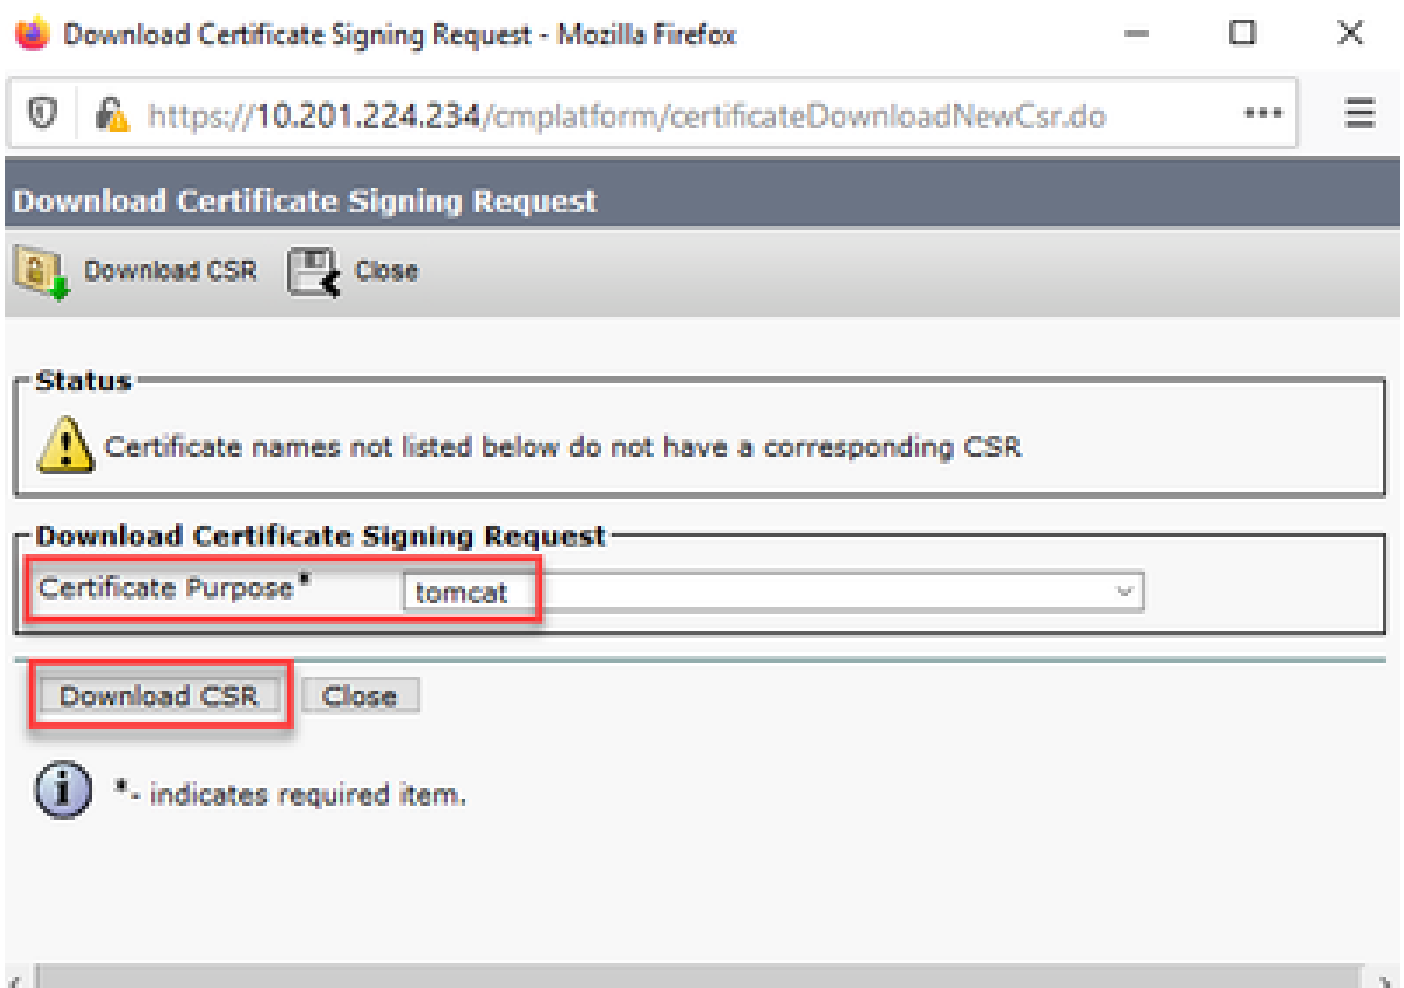 Download Certificate Signing Request - Mozilla Firefox
https://10.201.224.234/cmplatform/certificateDownloadNewCsr.do
Download Certificate Signing Request
Download CSR Close
Status
Certificate names not listed below do not have a corresponding CSR
Download Certificate Signing Request
Certificate Purpose* tomcat
Download CSR Close
*- indicates required item.